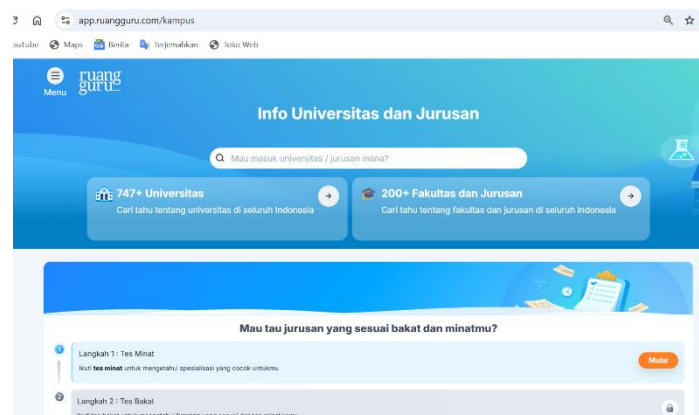 app.ruangguru.com/kampus
outube Maps Berita Terjemahkan Toko Web
Menu
ruang
guru
Info Universitas dan Jurusan
Mau masuk universitas / jurusan mana?
747+ Universitas
Cari tahu tentang universitas di seluruh Indonesia
200+ Fakultas dan Jurusan
Cari tahu tentang fakultas dan jurusan di seluruh Indonesia
Mau tau jurusan yang sesuai bakat dan minatmu?
1
Langkah 1 : Tes Minat
Ikuti tes minat untuk mengetahui spesialisasi yang cocok untukmu
Mulai
2
Langkah 2 : Tes Bakat